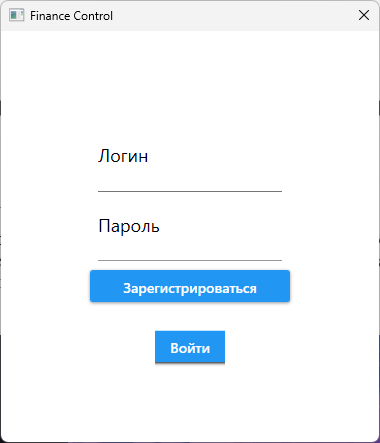 Finance Control
Логин
Пароль
Зарегистрироваться
Войти